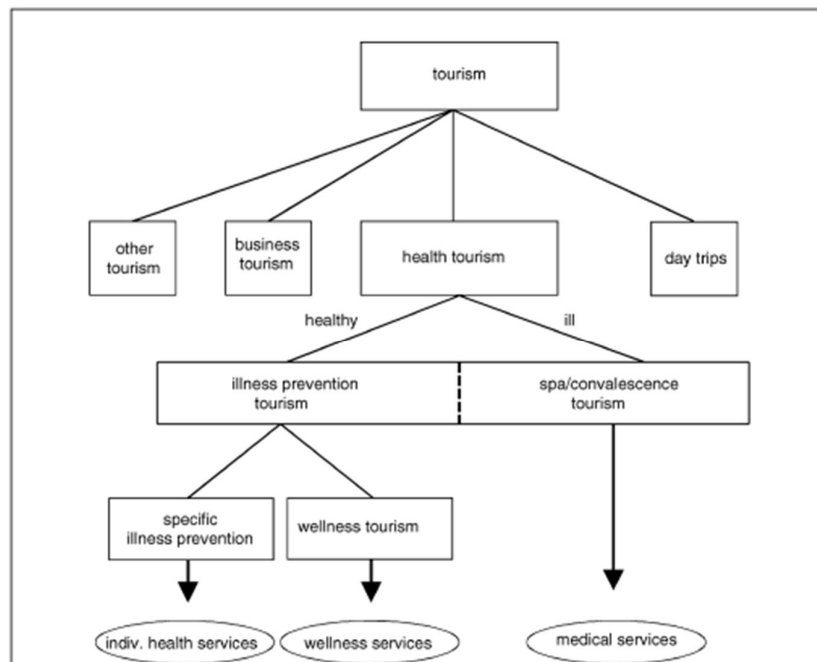 tourism
other
tourism
business
tourism
health tourism
day trips
healthy
ill
illness prevention
tourism
spa/convalescence
tourism
specific
illness prevention
wellness tourism
indiv. health services
wellness services
medical services